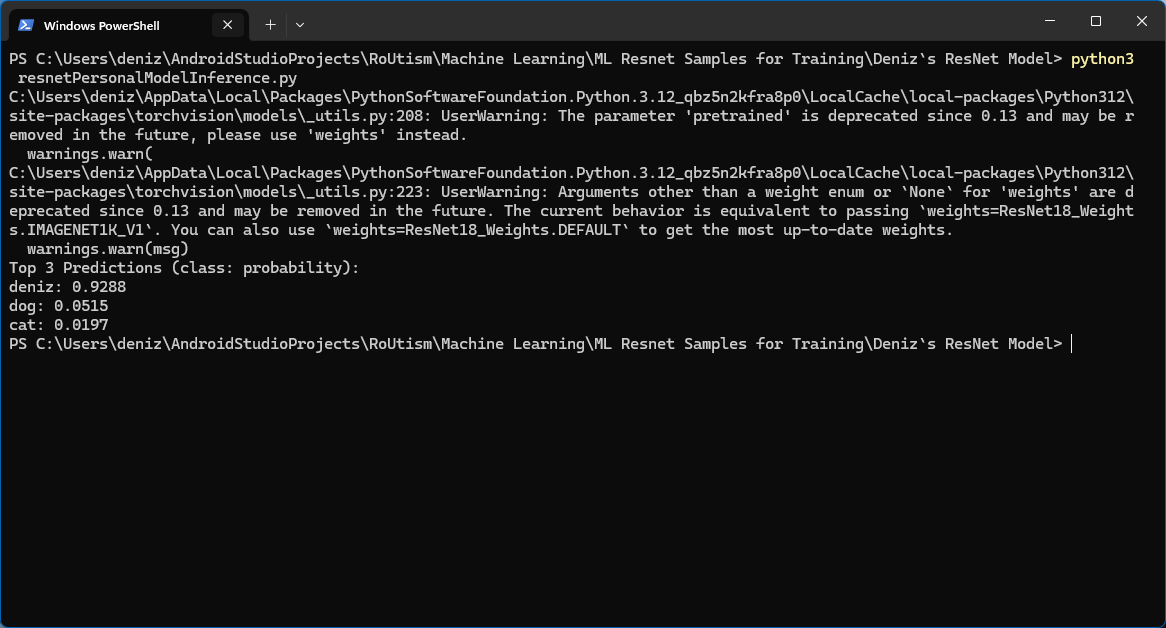 Windows PowerShell
PS C:\Users\deniz\AndroidStudioProjects\RoUtism\Machine Learning\ML Resnet Samples for Training\Deniz`s ResNet Model> python3
 resnetPersonalModelInference.py
C:\Users\deniz\AppData\Local\Packages\PythonSoftwareFoundation.Python.3.12_qbz5n2kfra8p0\LocalCache\local-packages\Python312\
site-packages\torchvision\models\_utils.py:208: UserWarning: The parameter 'pretrained' is deprecated since 0.13 and may be r
emoved in the future, please use 'weights' instead.
  warnings.warn(
C:\Users\deniz\AppData\Local\Packages\PythonSoftwareFoundation.Python.3.12_qbz5n2kfra8p0\LocalCache\local-packages\Python312\
site-packages\torchvision\models\_utils.py:223: UserWarning: Arguments other than a weight enum or `None` for 'weights' are d
eprecated since 0.13 and may be removed in the future. The current behavior is equivalent to passing `weights=ResNet18_Weight
s.IMAGENET1K_V1`. You can also use `weights=ResNet18_Weights.DEFAULT` to get the most up-to-date weights.
  warnings.warn(msg)
Top 3 Predictions (class: probability):
deniz: 0.9288
dog: 0.0515
cat: 0.0197
PS C:\Users\deniz\AndroidStudioProjects\RoUtism\Machine Learning\ML Resnet Samples for Training\Deniz`s ResNet Model>